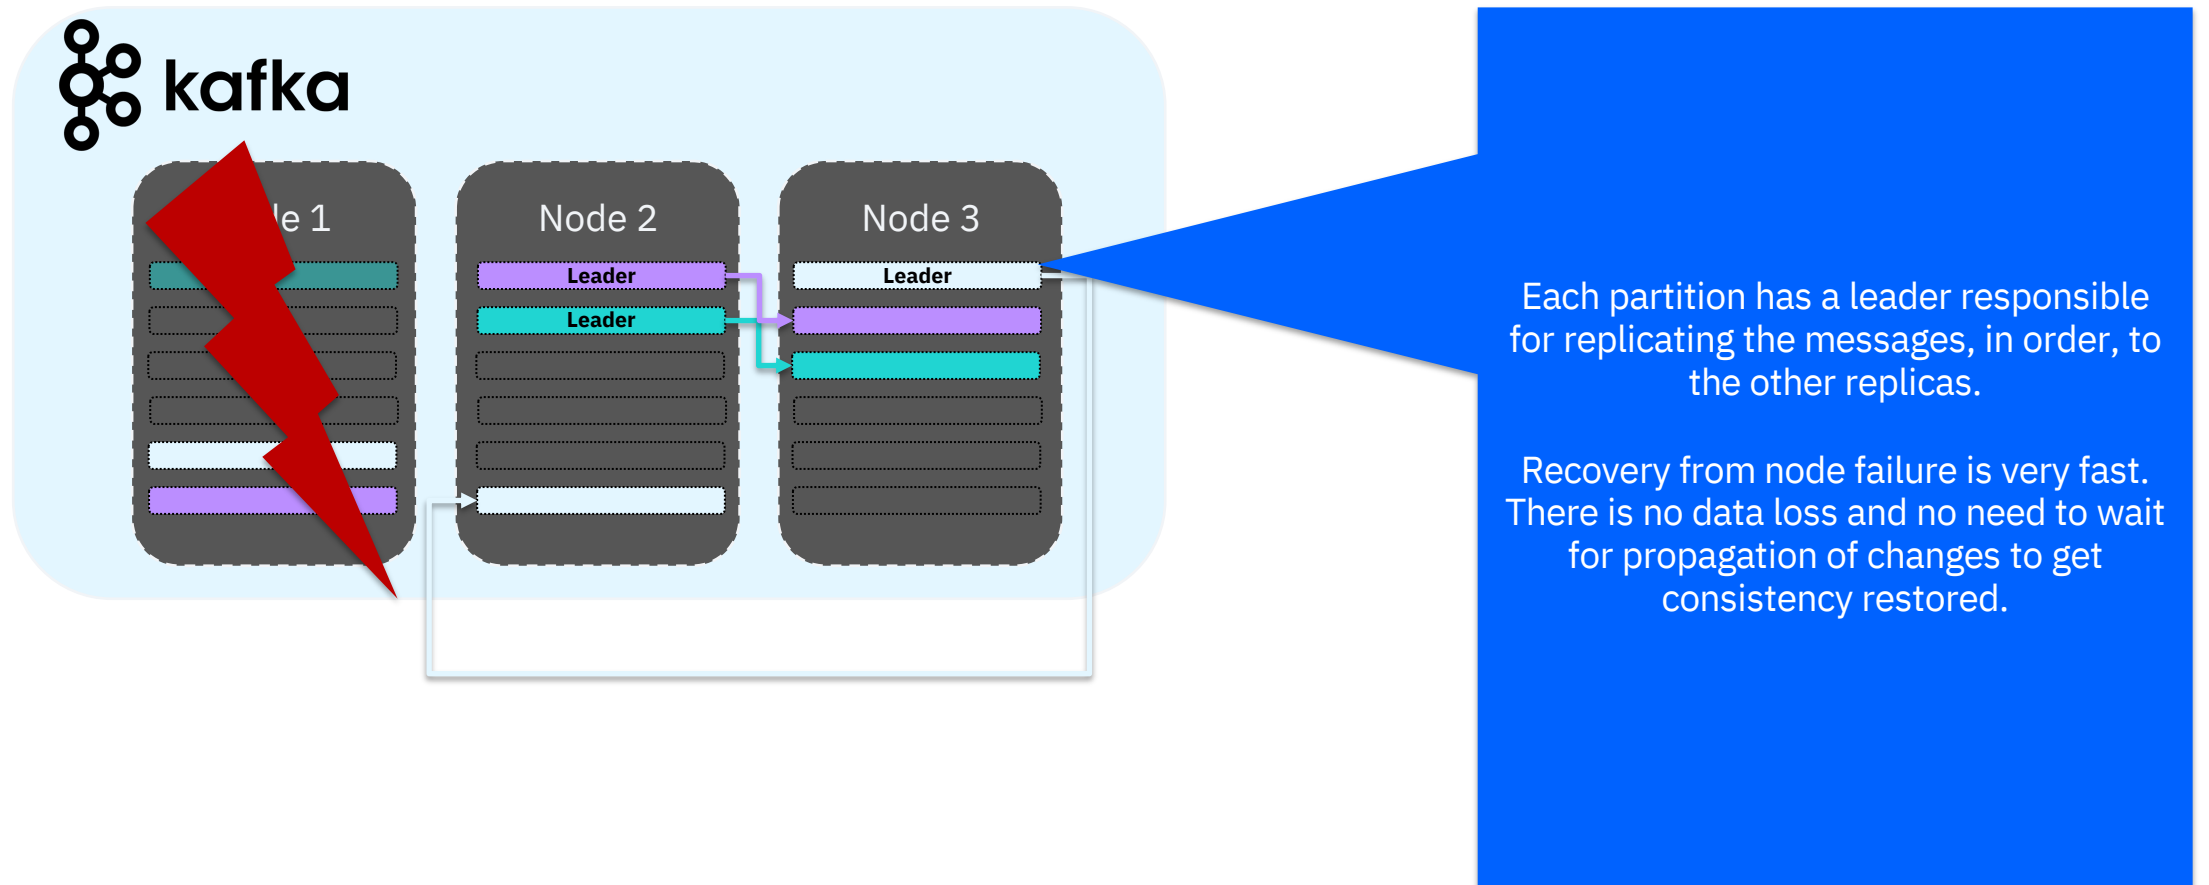 kafka
le 1
Node 2
Node 3
Leader
Leader
Leader
Each partition has a leader responsible
for replicating the messages, in order, to
the other replicas.
Recovery from node failure is very fast.
There is no data loss and no need to wait
for propagation of changes to get
consistency restored.